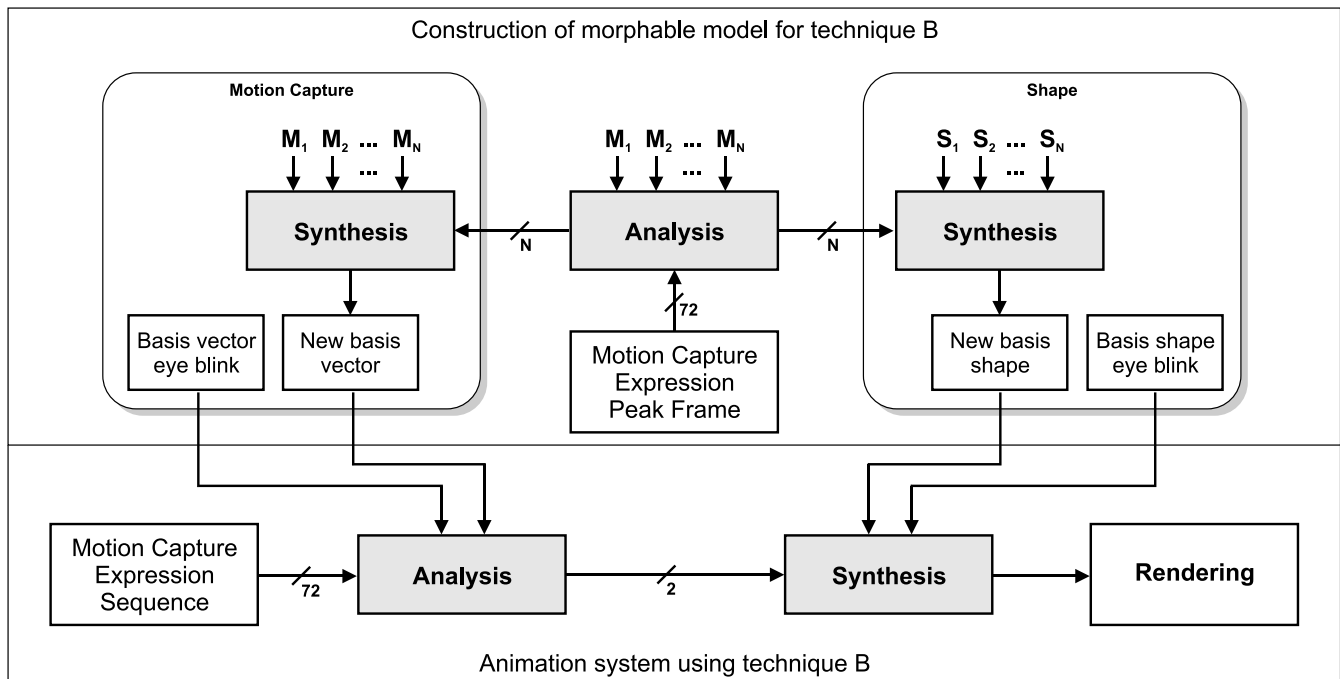 Construction of morphable model for technique B
Motion Capture
Shape
M1 M2 ... MN
...
M1 M2 ... MN
...
S1 S2 ... SN
...
Synthesis
N
Analysis
N
Synthesis
72
Basis vector
eye blink
New basis
vector
Motion Capture
Expression
Peak Frame
New basis
shape
Basis shape
eye blink
Motion Capture
Expression
Sequence
72
Analysis
2
Synthesis
Rendering
Animation system using technique B